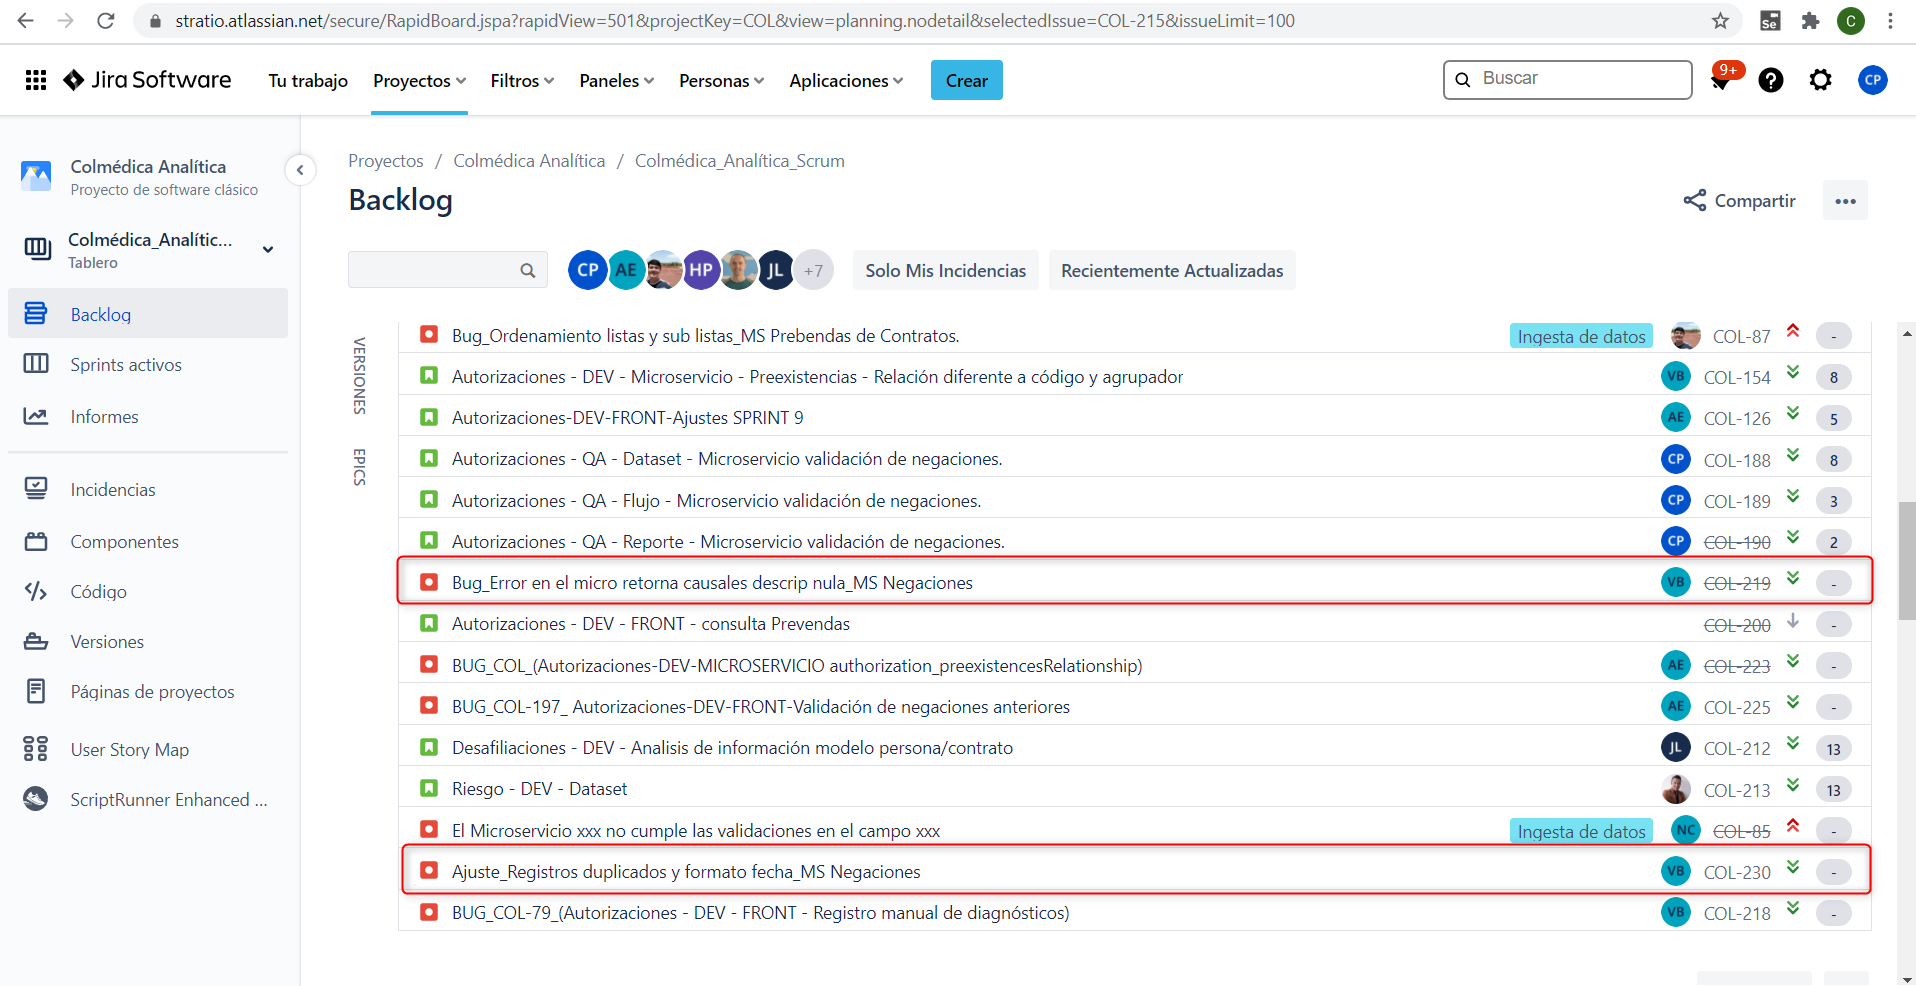 stratio.atlassian.net/secure/RapidBoard.jspa?rapidView=501&projectKey=COL&view=planning.nodetail&selectedIssue=COL-215&issueLimit=100
Se
C
Jira Software
Tu trabajo
Proyectos
Filtros
Paneles
Personas
Aplicaciones
Crear
Buscar
9+
CP
Colmédica Analítica
Proyecto de software clásico
Colmédica_Analític...
Tablero
Backlog
Sprints activos
Informes
Incidencias
Componentes
Código
Versiones
Páginas de proyectos
User Story Map
ScriptRunner Enhanced ...
Proyectos / Colmédica Analítica / Colmédica_Analítica_Scrum
Backlog
Compartir
CP AE HP JL +7
Solo Mis Incidencias
Recientemente Actualizadas
VERSIONES
EPICS
Bug_Ordenamiento listas y sub listas_MS Prebendas de Contratos. Ingesta de datos COL-87 -
Autorizaciones - DEV - Microservicio - Preexistencias - Relación diferente a código y agrupador VB COL-154 8
Autorizaciones-DEV-FRONT-Ajustes SPRINT 9 AE COL-126 5
Autorizaciones - QA - Dataset - Microservicio validación de negaciones. CP COL-188 8
Autorizaciones - QA - Flujo - Microservicio validación de negaciones. CP COL-189 3
Autorizaciones - QA - Reporte - Microservicio validación de negaciones. CP COL-190 2
Bug_Error en el micro retorna causales descrip nula_MS Negaciones VB COL-219 -
Autorizaciones - DEV - FRONT - consulta Prevendas COL-200 -
BUG_COL_(Autorizaciones-DEV-MICROSERVICIO authorization_preexistencesRelationship) AE COL-223 -
BUG_COL-197_ Autorizaciones-DEV-FRONT-Validación de negaciones anteriores AE COL-225 -
Desafiliaciones - DEV - Analisis de información modelo persona/contrato JL COL-212 13
Riesgo - DEV - Dataset COL-213 13
El Microservicio xxx no cumple las validaciones en el campo xxx Ingesta de datos NC COL-85 -
Ajuste_Registros duplicados y formato fecha_MS Negaciones VB COL-230 -
BUG_COL-79_(Autorizaciones - DEV - FRONT - Registro manual de diagnósticos) VB COL-218 -